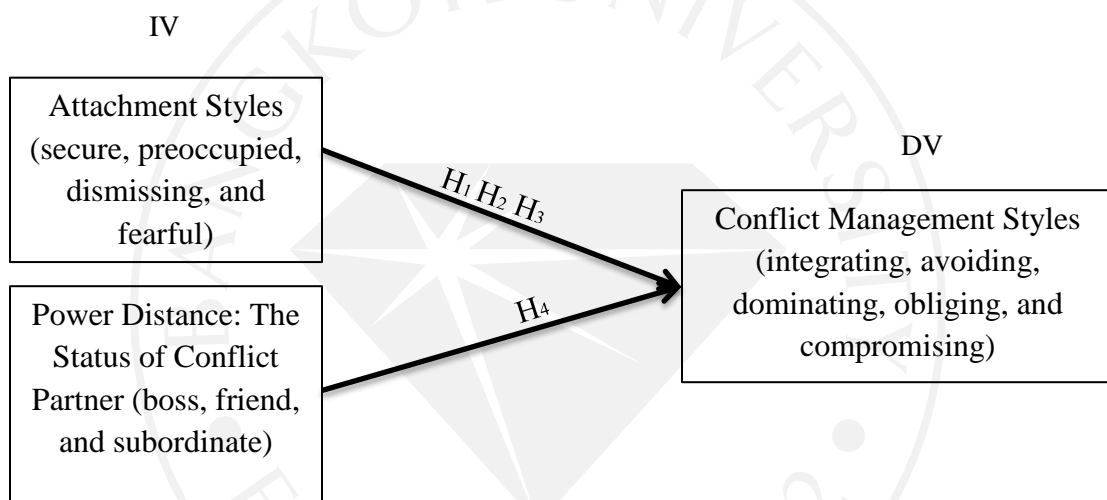 IV
Attachment Styles
(secure, preoccupied,
dismissing, and
fearful)
H₁ H₂ H₃
DV
Conflict Management Styles
(integrating, avoiding,
dominating, obliging, and
compromising)
Power Distance: The
Status of Conflict
Partner (boss, friend,
and subordinate)
H₄